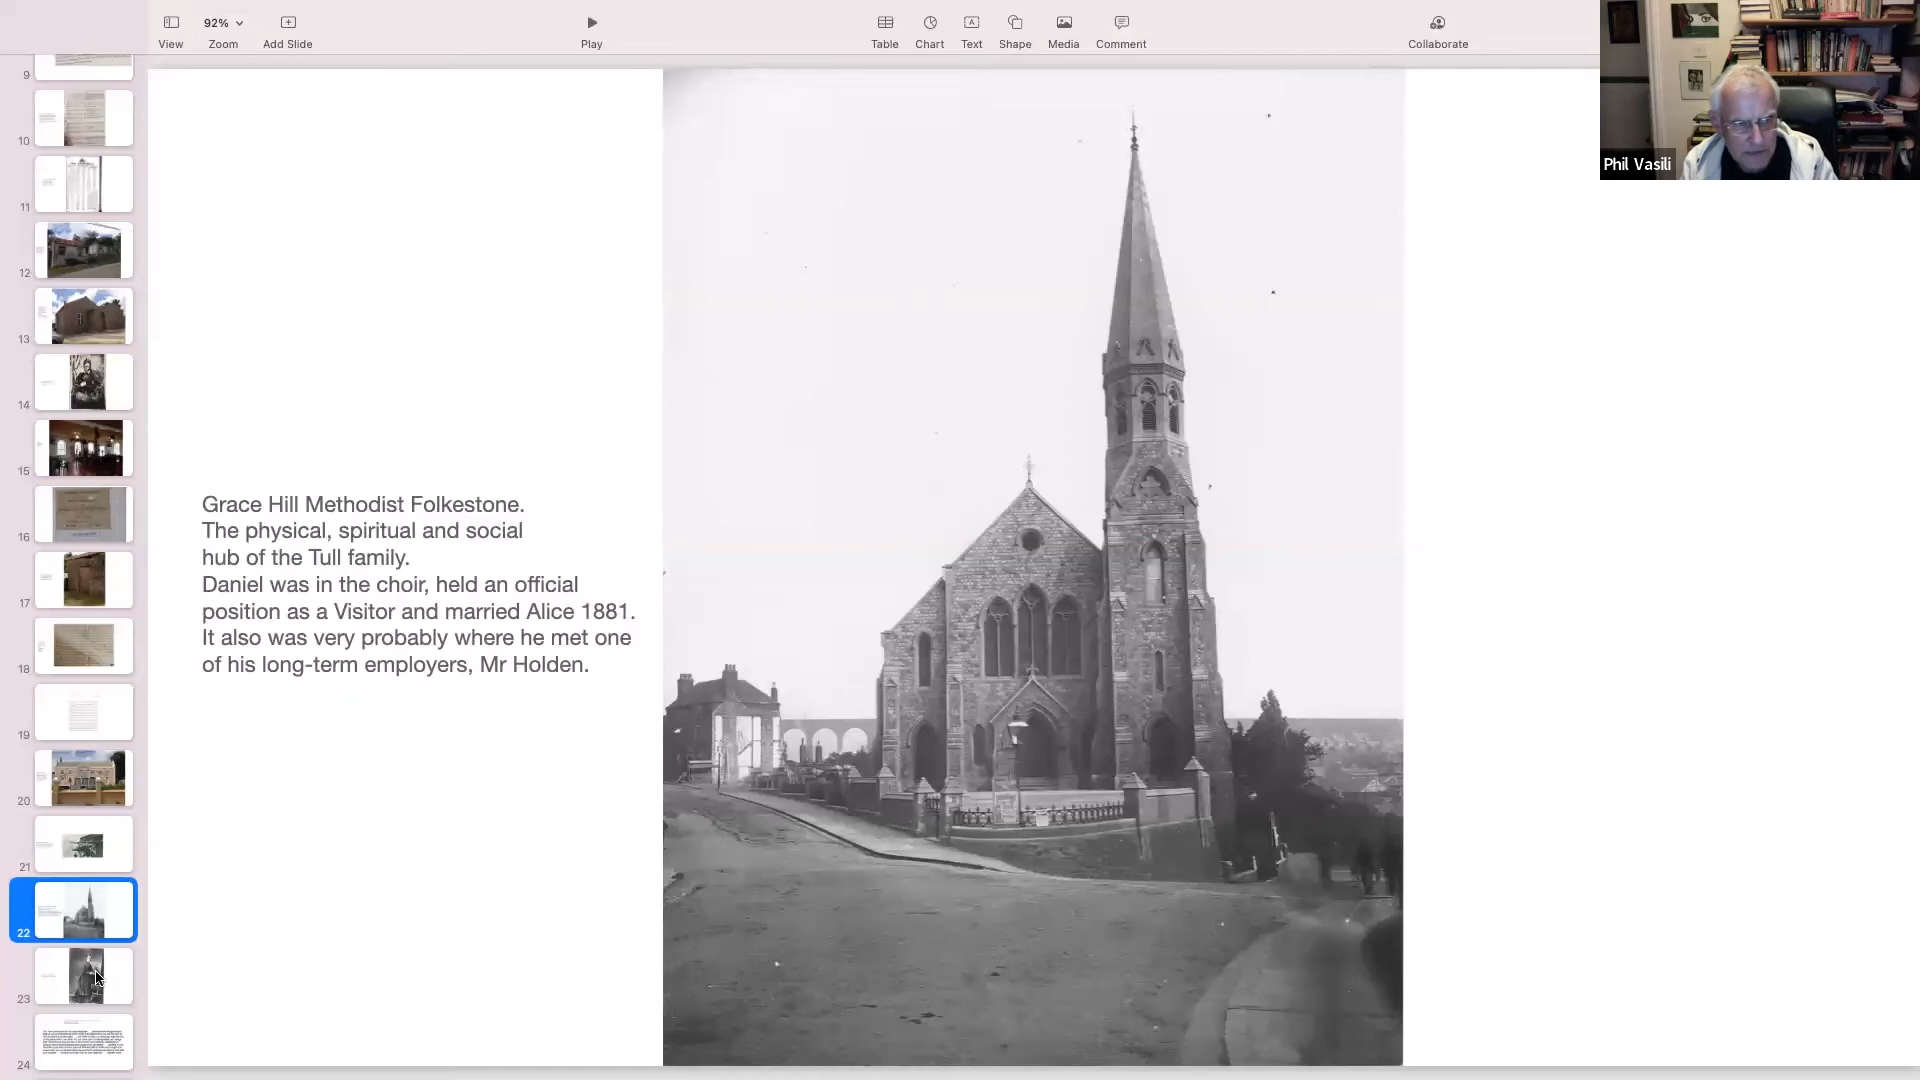 92%
View
Zoom
Add Slide
Play
Table
Chart
Text
Shape
Media
Comment
Collaborate
Phil Vasili
9
10
11
12
13
14
15
16
17
18
19
20
21
22
23
24
Grace Hill Methodist Folkestone.
The physical, spiritual and social
hub of the Tull family.
Daniel was in the choir, held an official
position as a Visitor and married Alice 1881.
It also was very probably where he met one
of his long-term employers, Mr Holden.